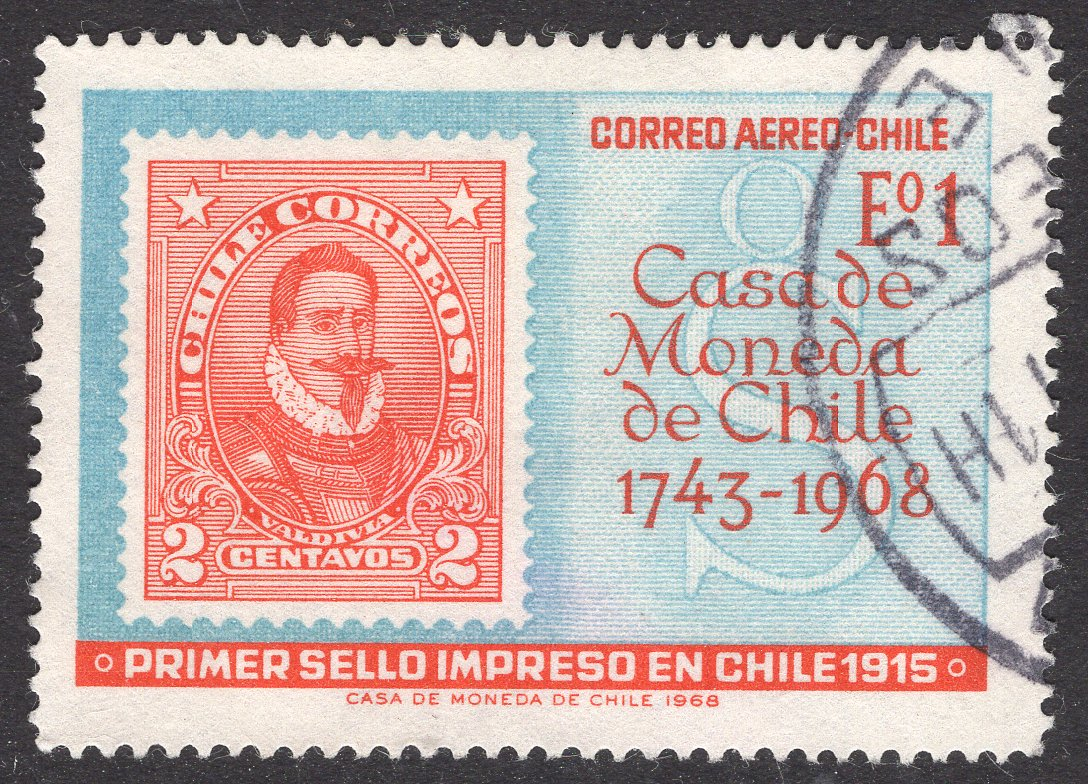 CORREO AEREO-CHILE
Eº1
Casa de
Moneda
de Chile
1743-1968
CHILE CORREOS
VALDIVIA
2 CENTAVOS 2
PRIMER SELLO IMPRESO EN CHILE 1915
CASA DE MONEDA DE CHILE 1968